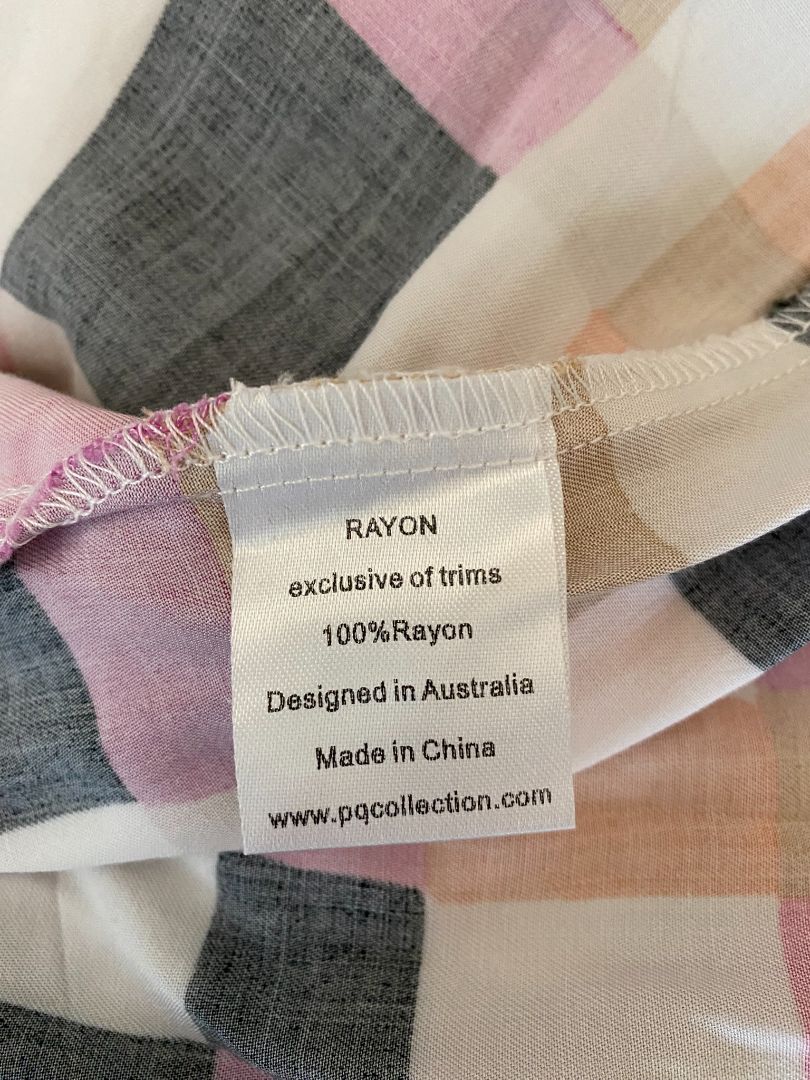 RAYON
exclusive of trims
100%Rayon
Designed in Australia
Made in China
www.pqcollection.com